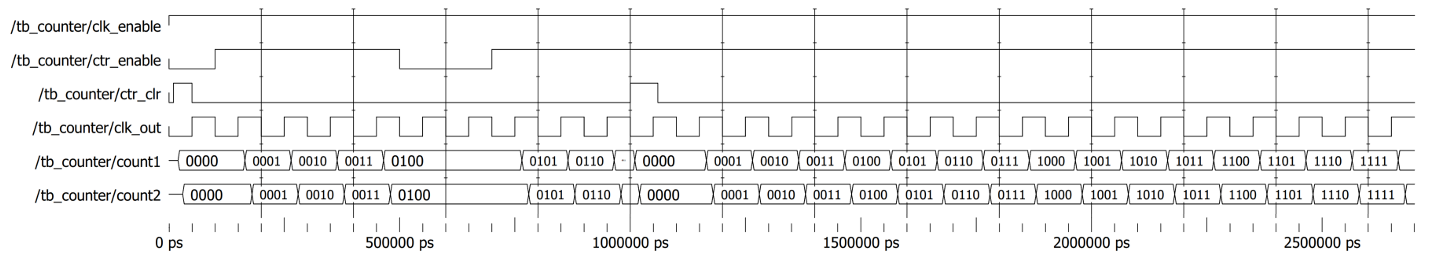 /tb_counter/clk_enable
/tb_counter/ctr_enable
/tb_counter/ctr_clr
/tb_counter/clk_out
/tb_counter/count1 0000 0001 0010 0011 0100 0101 0110 0000 0001 0010 0011 0100 0101 0110 0111 1000 1001 1010 1011 1100 1101 1110 1111
/tb_counter/count2 0000 0001 0010 0011 0100 0101 0110 0000 0001 0010 0011 0100 0101 0110 0111 1000 1001 1010 1011 1100 1101 1110 1111
0 ps 500000 ps 1000000 ps 1500000 ps 2000000 ps 2500000 ps